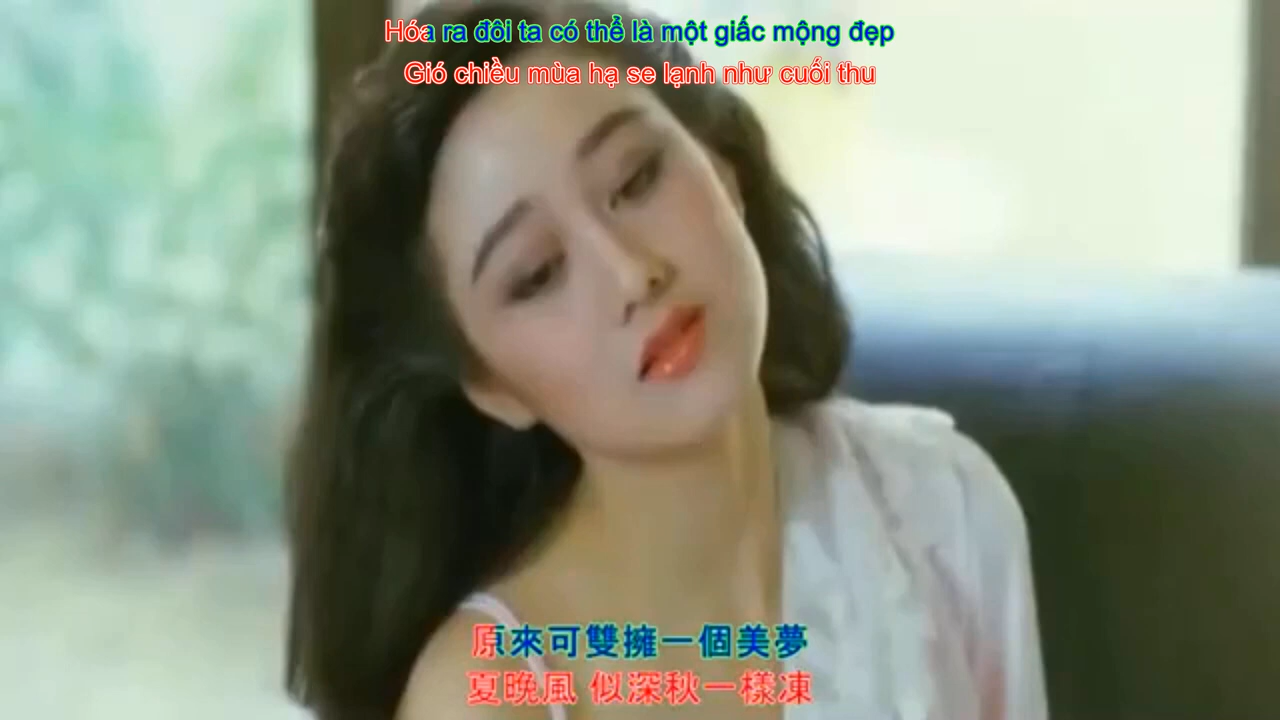 Hóa ra đôi ta có thể là một giấc mộng đẹp
Gió chiều mùa hạ se lạnh như cuối thu
原來可雙擁一個美夢
夏晚風 似深秋一樣凍